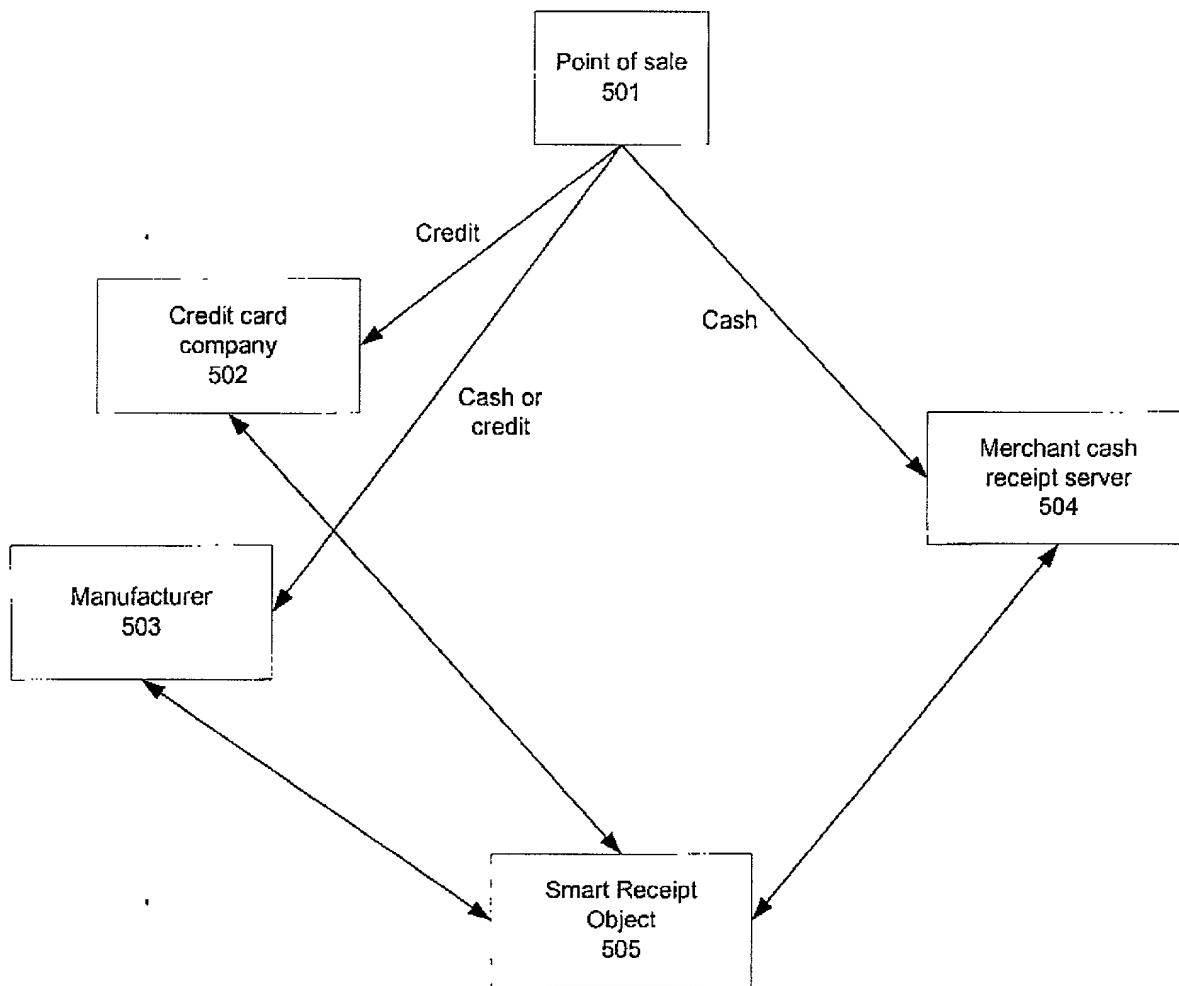 Point of sale
501
Credit
Credit card
company
502
Cash
Cash or
credit
Merchant cash
receipt server
504
Manufacturer
503
Smart Receipt
Object
505